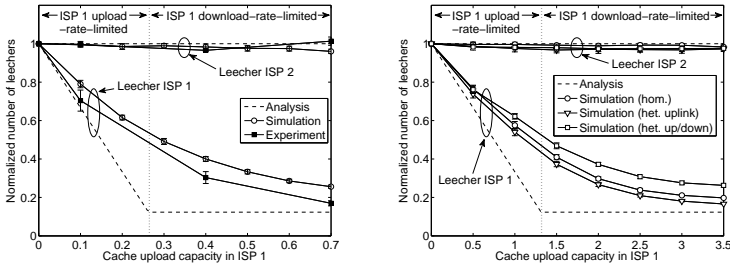 ISP 1 upload
-rate-limited
ISP 1 download-rate-limited
1
0.8
0.6
0.4
0.2
0
Normalized number of leechers
Leecher ISP 2
Leecher ISP 1
Analysis
Simulation
Experiment
0 0.1 0.2 0.3 0.4 0.5 0.6 0.7
Cache upload capacity in ISP 1
ISP 1 upload
-rate-limited
ISP 1 download-rate-limited
1
0.8
0.6
0.4
0.2
0
Normalized number of leechers
Leecher ISP 2
Analysis
Simulation (hom.)
Simulation (het. uplink)
Simulation (het. up/down)
Leecher ISP 1
0 0.5 1 1.5 2 2.5 3 3.5
Cache upload capacity in ISP 1